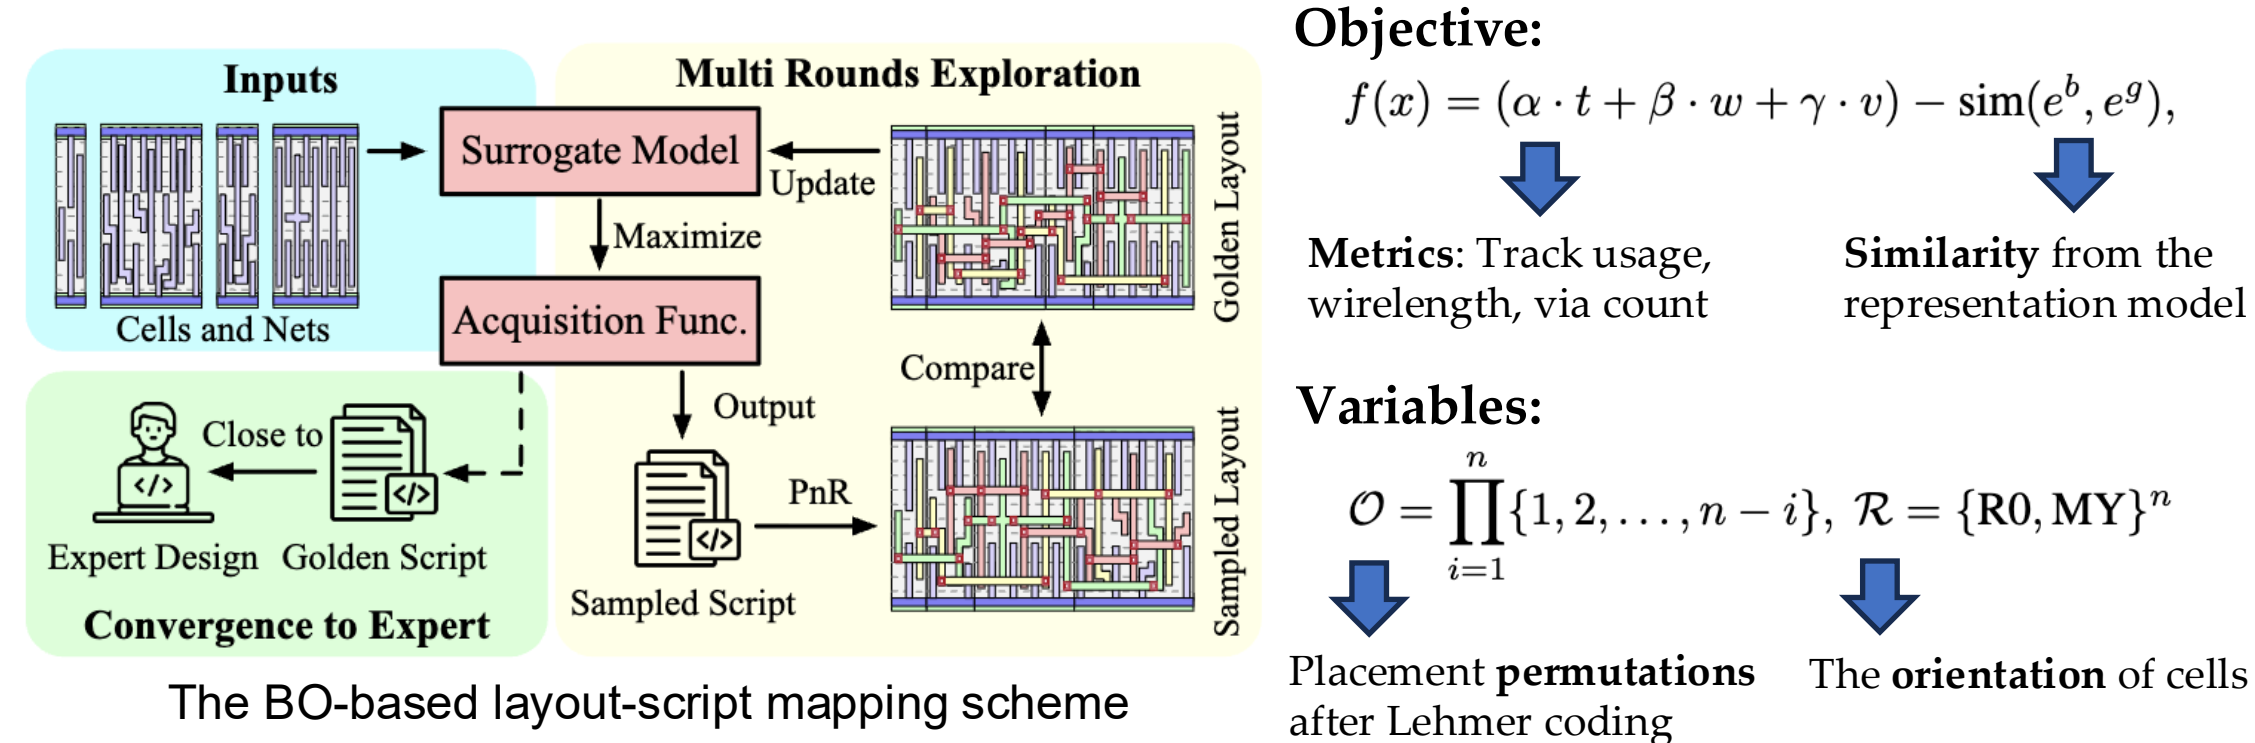 Inputs
Cells and Nets
Multi Rounds Exploration
Surrogate Model
Update
Maximize
Acquisition Func.
Output
Sampled Script
PnR
Golden Layout
Compare
Sampled Layout
Close to
Expert Design
Golden Script
Convergence to Expert
The BO-based layout-script mapping scheme
Objective:
f(x) = (α · t + β · w + γ · v) − sim(e^b, e^g),
Metrics: Track usage,
wirelength, via count
Similarity from the
representation model
Variables:
𝒪 = ∏_{i=1}^{n} {1, 2, . . . , n − i}, ℛ = {R0, MY}^n
Placement permutations
after Lehmer coding
The orientation of cells